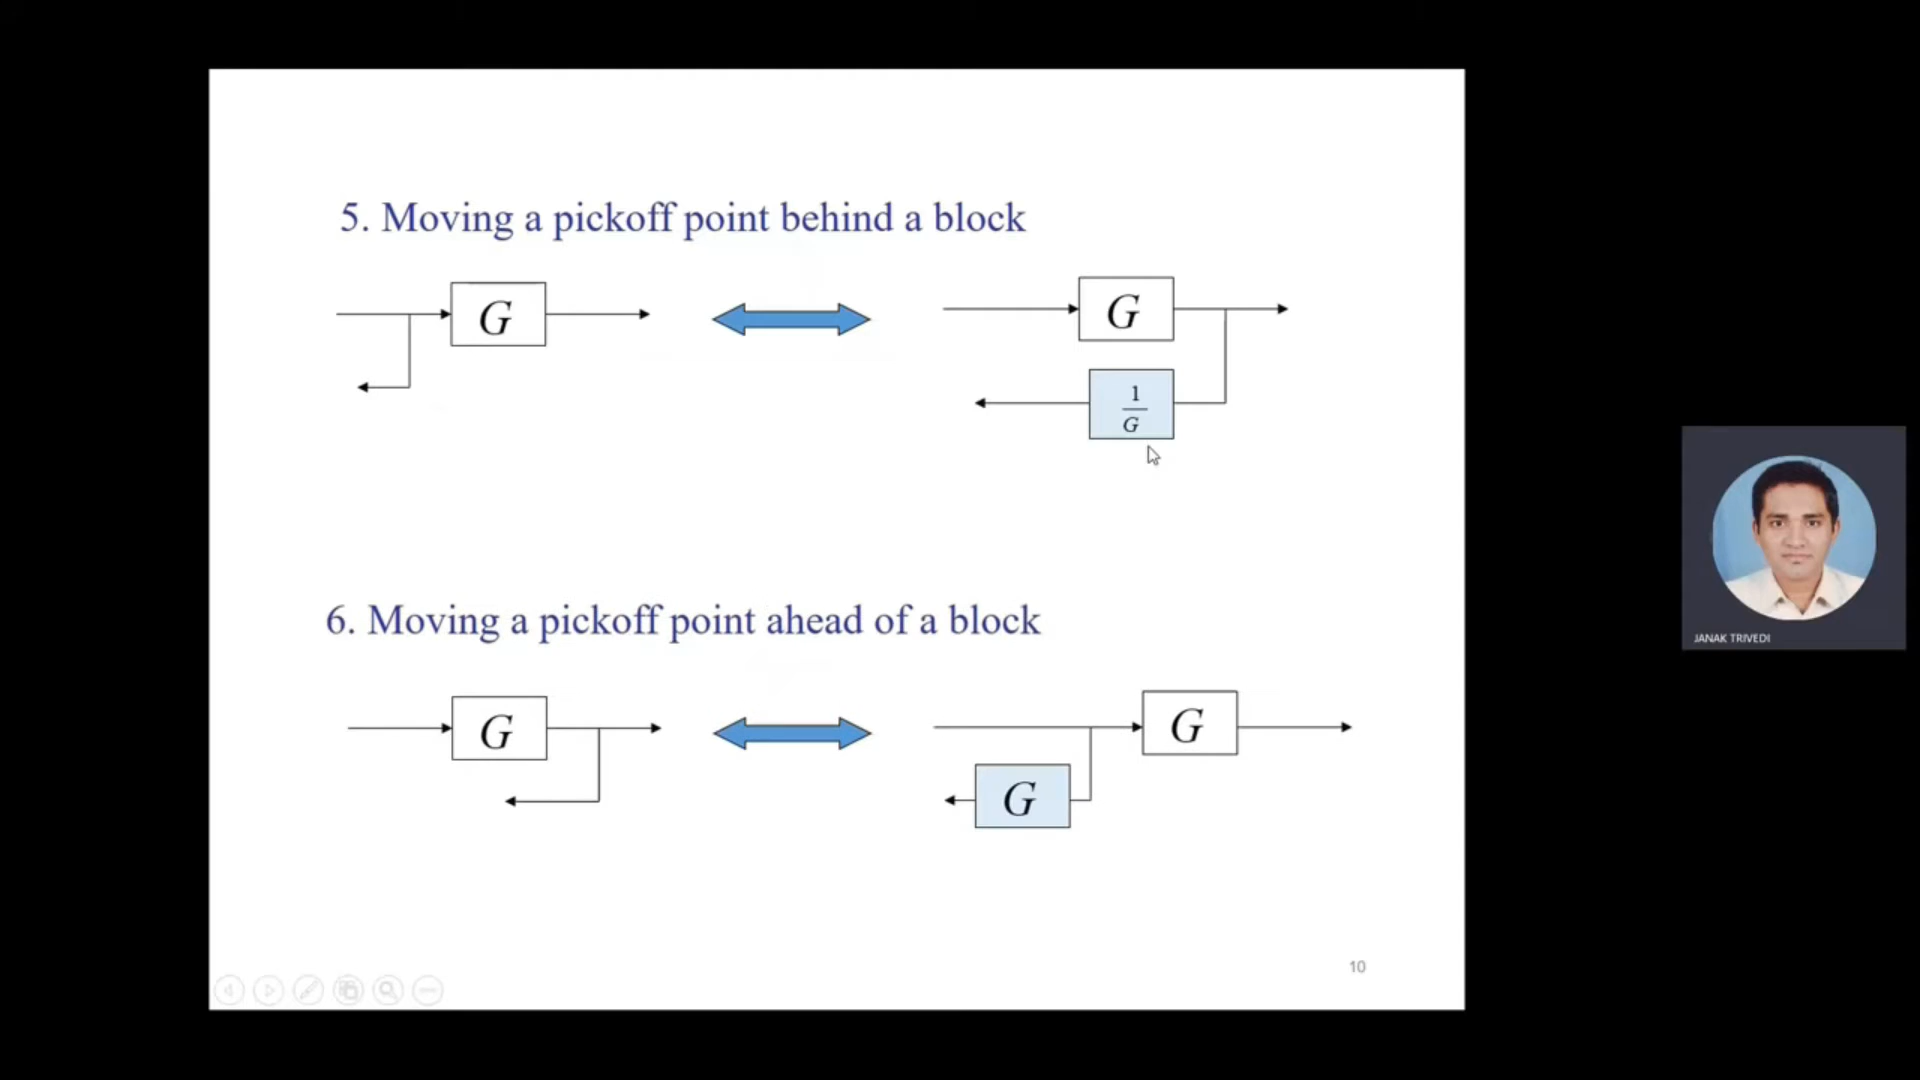 5. Moving a pickoff point behind a block
G
G
1
G
6. Moving a pickoff point ahead of a block
G
G
G
10
JANAK TRIVEDI